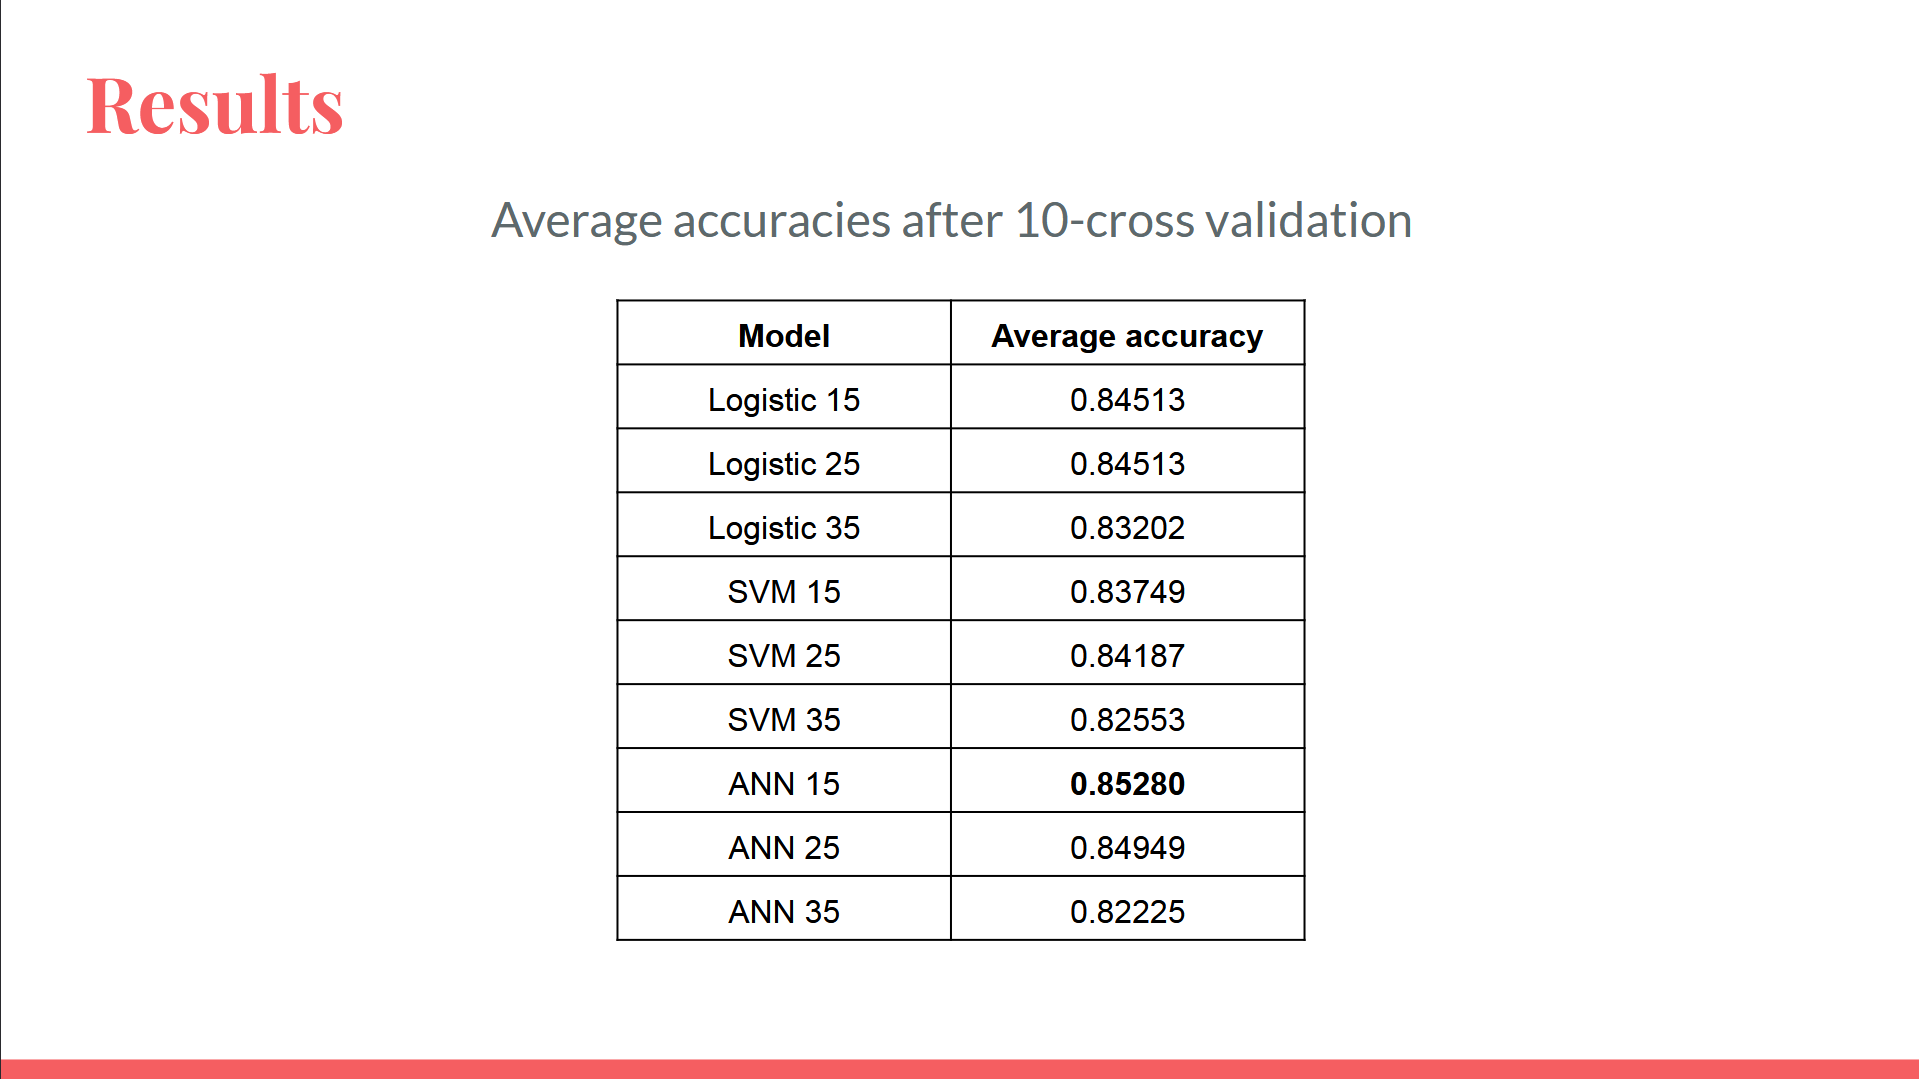 Results
Average accuracies after 10-cross validation
Model Average accuracy
Logistic 15 0.84513
Logistic 25 0.84513
Logistic 35 0.83202
SVM 15 0.83749
SVM 25 0.84187
SVM 35 0.82553
ANN 15 0.85280
ANN 25 0.84949
ANN 35 0.82225